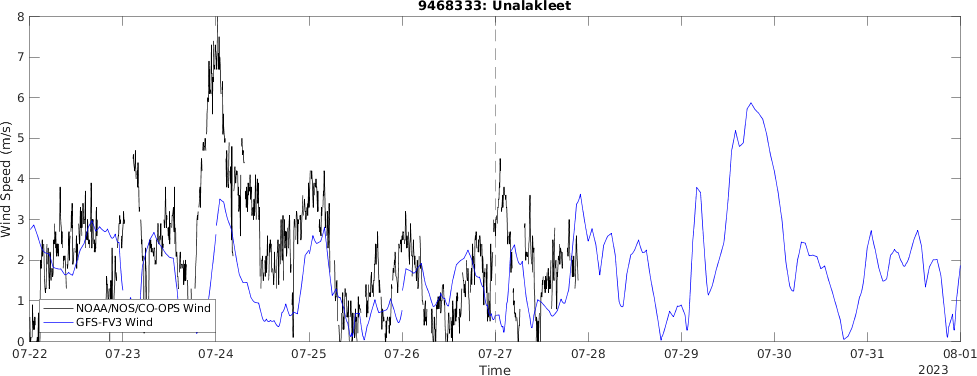 9468333: Unalakleet
8
7
6
5
4
3
2
1
0
Wind Speed (m/s)
NOAA/NOS/CO-OPS Wind
GFS-FV3 Wind
07-22 07-23 07-24 07-25 07-26 07-27 07-28 07-29 07-30 07-31 08-01
Time
2023